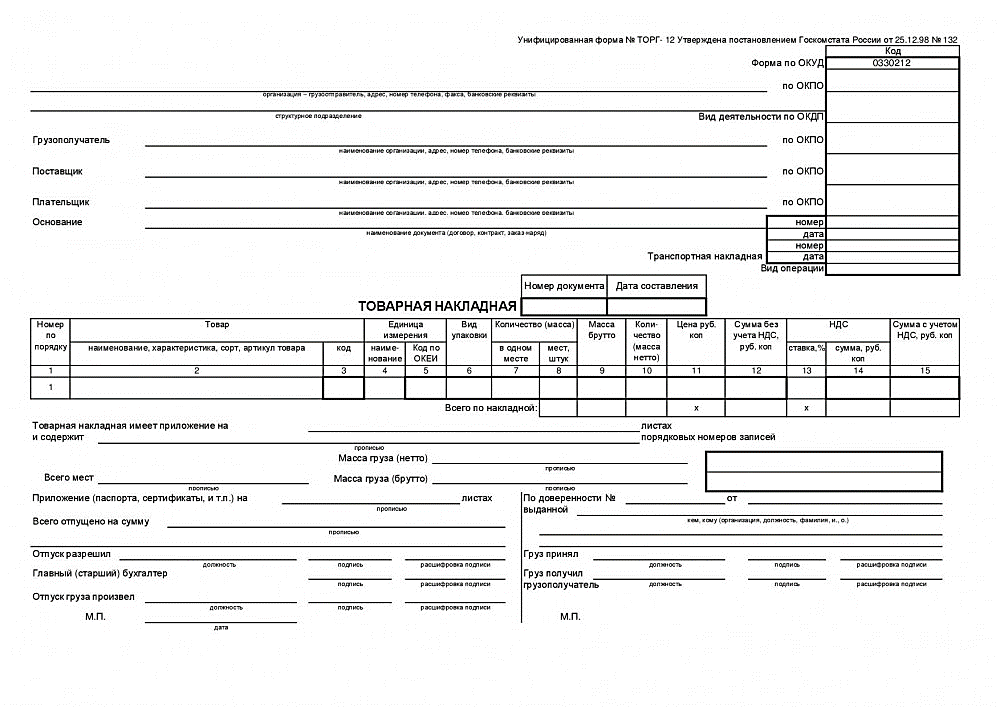 Унифицированная форма № ТОРГ- 12 Утверждена постановлением Госкомстата России от 25.12.98 № 132
Код
Форма по ОКУД 0330212
по ОКПО
организация – грузоотправитель, адрес, номер телефона, факса, банковские реквизиты
структурное подразделение
Вид деятельности по ОКДП
Грузополучатель по ОКПО
наименование организации, адрес, номер телефона, банковские реквизиты
Поставщик по ОКПО
наименование организации, адрес, номер телефона, банковские реквизиты
Плательщик по ОКПО
наименование организации, адрес, номер телефона, банковские реквизиты
Основание номер
наименование документа (договор, контракт, заказ наряд)
дата
номер
Транспортная накладная дата
Вид операции
Номер документа Дата составления
ТОВАРНАЯ НАКЛАДНАЯ
Номер по порядку Товар Единица измерения Вид упаковки Количество (масса) Масса брутто Коли-чество (масса нетто) Цена руб. коп Сумма без учета НДС, руб. коп НДС Сумма с учетом НДС, руб. коп
наименование, характеристика, сорт, артикул товара код наиме-нование Код по ОКЕИ в одном месте мест, штук ставка,% сумма, руб. коп
1 2 3 4 5 6 7 8 9 10 11 12 13 14 15
1
Всего по накладной: х х
Товарная накладная имеет приложение на листах
и содержит порядковых номеров записей
прописью
Масса груза (нетто)
прописью
Всего мест Масса груза (брутто)
прописью прописью
Приложение (паспорта, сертификаты, и т.п.) на листах По доверенности № от
прописью
выданной
кем, кому (организация, должность, фамилия, и., о.)
Всего отпущено на сумму
прописью
Отпуск разрешил Груз принял
должность подпись расшифровка подписи должность подпись расшифровка подписи
Главный (старший) бухгалтер Груз получил
подпись расшифровка подписи грузополучатель должность подпись расшифровка подписи
Отпуск груза произвел
должность подпись расшифровка подписи
М.П. М.П.
дата